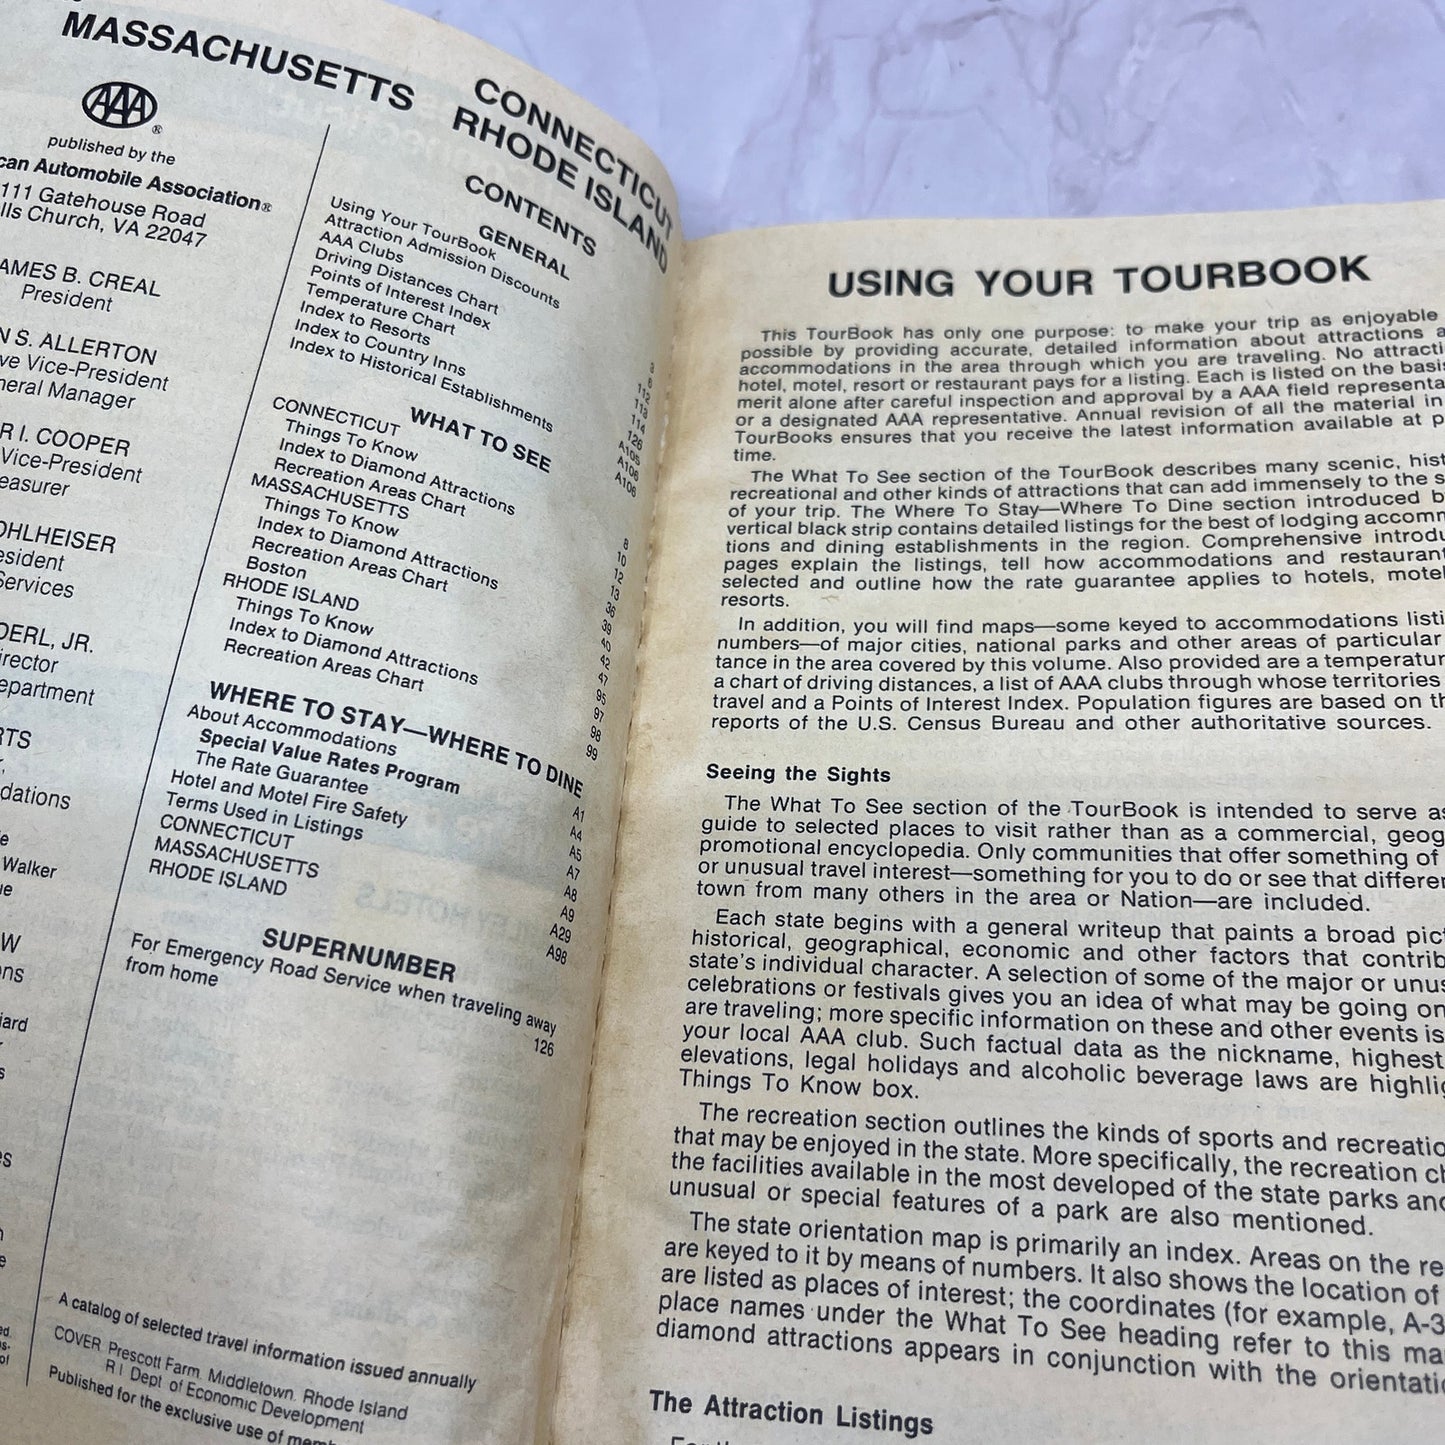 MASSACHUSETTS
CONNECTICUT
RHODE ISLAND
AAA®
published by the
can Automobile Association®
111 Gatehouse Road
lls Church, VA 22047
AMES B. CREAL
President
N S. ALLERTON
ve Vice-President
neral Manager
R I. COOPER
Vice-President
easurer
OHLHEISER
esident
Services
DERL, JR.
irector
epartment
RTS
dations
Walker
ons
CONTENTS
GENERAL
Using Your TourBook 3
Attraction Admission Discounts 6
AAA Clubs 112
Driving Distances Chart 113
Points of Interest Index 114
Temperature Chart 126
Index to Resorts A105
Index to Country Inns A106
Index to Historical Establishments A106
WHAT TO SEE
CONNECTICUT 8
Things To Know 10
Index to Diamond Attractions 12
Recreation Areas Chart 13
MASSACHUSETTS 36
Things To Know 39
Index to Diamond Attractions 40
Recreation Areas Chart 42
Boston 47
RHODE ISLAND 95
Things To Know 97
Index to Diamond Attractions 98
Recreation Areas Chart 99
WHERE TO STAY—WHERE TO DINE
About Accommodations A1
Special Value Rates Program A4
The Rate Guarantee A5
Hotel and Motel Fire Safety A7
Terms Used in Listings A8
CONNECTICUT A9
MASSACHUSETTS A29
RHODE ISLAND A98
SUPERNUMBER
For Emergency Road Service when traveling away
from home 126
A catalog of selected travel information issued annually
COVER Prescott Farm, Middletown, Rhode Island
R I Dept of Economic Development
Published for the exclusive use of mem
USING YOUR TOURBOOK
This TourBook has only one purpose: to make your trip as enjoyable
possible by providing accurate, detailed information about attractions a
accommodations in the area through which you are traveling. No attracti
hotel, motel, resort or restaurant pays for a listing. Each is listed on the basis
merit alone after careful inspection and approval by a AAA field representa
or a designated AAA representative. Annual revision of all the material in
TourBooks ensures that you receive the latest information available at p
time.
The What To See section of the TourBook describes many scenic, hist
recreational and other kinds of attractions that can add immensely to the s
of your trip. The Where To Stay—Where To Dine section introduced b
vertical black strip contains detailed listings for the best of lodging accomm
tions and dining establishments in the region. Comprehensive introdu
pages explain the listings, tell how accommodations and restaurant
selected and outline how the rate guarantee applies to hotels, motel
resorts.
In addition, you will find maps—some keyed to accommodations listi
numbers—of major cities, national parks and other areas of particular
tance in the area covered by this volume. Also provided are a temperatur
a chart of driving distances, a list of AAA clubs through whose territories
travel and a Points of Interest Index. Population figures are based on th
reports of the U.S. Census Bureau and other authoritative sources.
Seeing the Sights
The What To See section of the TourBook is intended to serve as
guide to selected places to visit rather than as a commercial, geog
promotional encyclopedia. Only communities that offer something of
or unusual travel interest—something for you to do or see that differen
town from many others in the area or Nation—are included.
Each state begins with a general writeup that paints a broad pict
historical, geographical, economic and other factors that contrib
state's individual character. A selection of some of the major or unus
celebrations or festivals gives you an idea of what may be going on
are traveling; more specific information on these and other events is
your local AAA club. Such factual data as the nickname, highest
elevations, legal holidays and alcoholic beverage laws are highlig
Things To Know box.
The recreation section outlines the kinds of sports and recreatio
that may be enjoyed in the state. More specifically, the recreation ch
the facilities available in the most developed of the state parks and
unusual or special features of a park are also mentioned.
The state orientation map is primarily an index. Areas on the re
are keyed to it by means of numbers. It also shows the location of
are listed as places of interest; the coordinates (for example, A-3
place names under the What To See heading refer to this ma
diamond attractions appears in conjunction with the orientati
The Attraction Listings